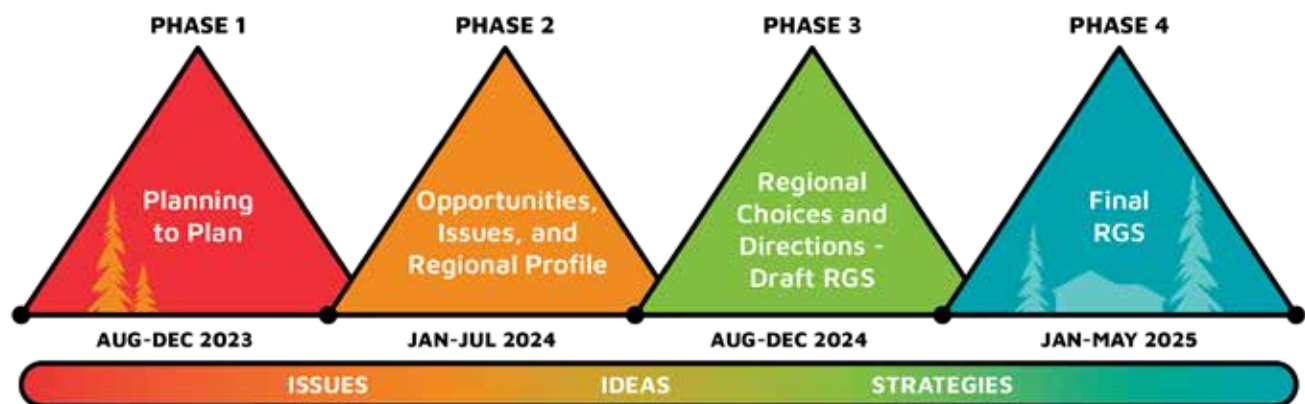 PHASE 1
PHASE 2
PHASE 3
PHASE 4
Planning
to Plan
Opportunities,
Issues, and
Regional Profile
Regional
Choices and
Directions -
Draft RGS
Final
RGS
AUG-DEC 2023
JAN-JUL 2024
AUG-DEC 2024
JAN-MAY 2025
ISSUES
IDEAS
STRATEGIES